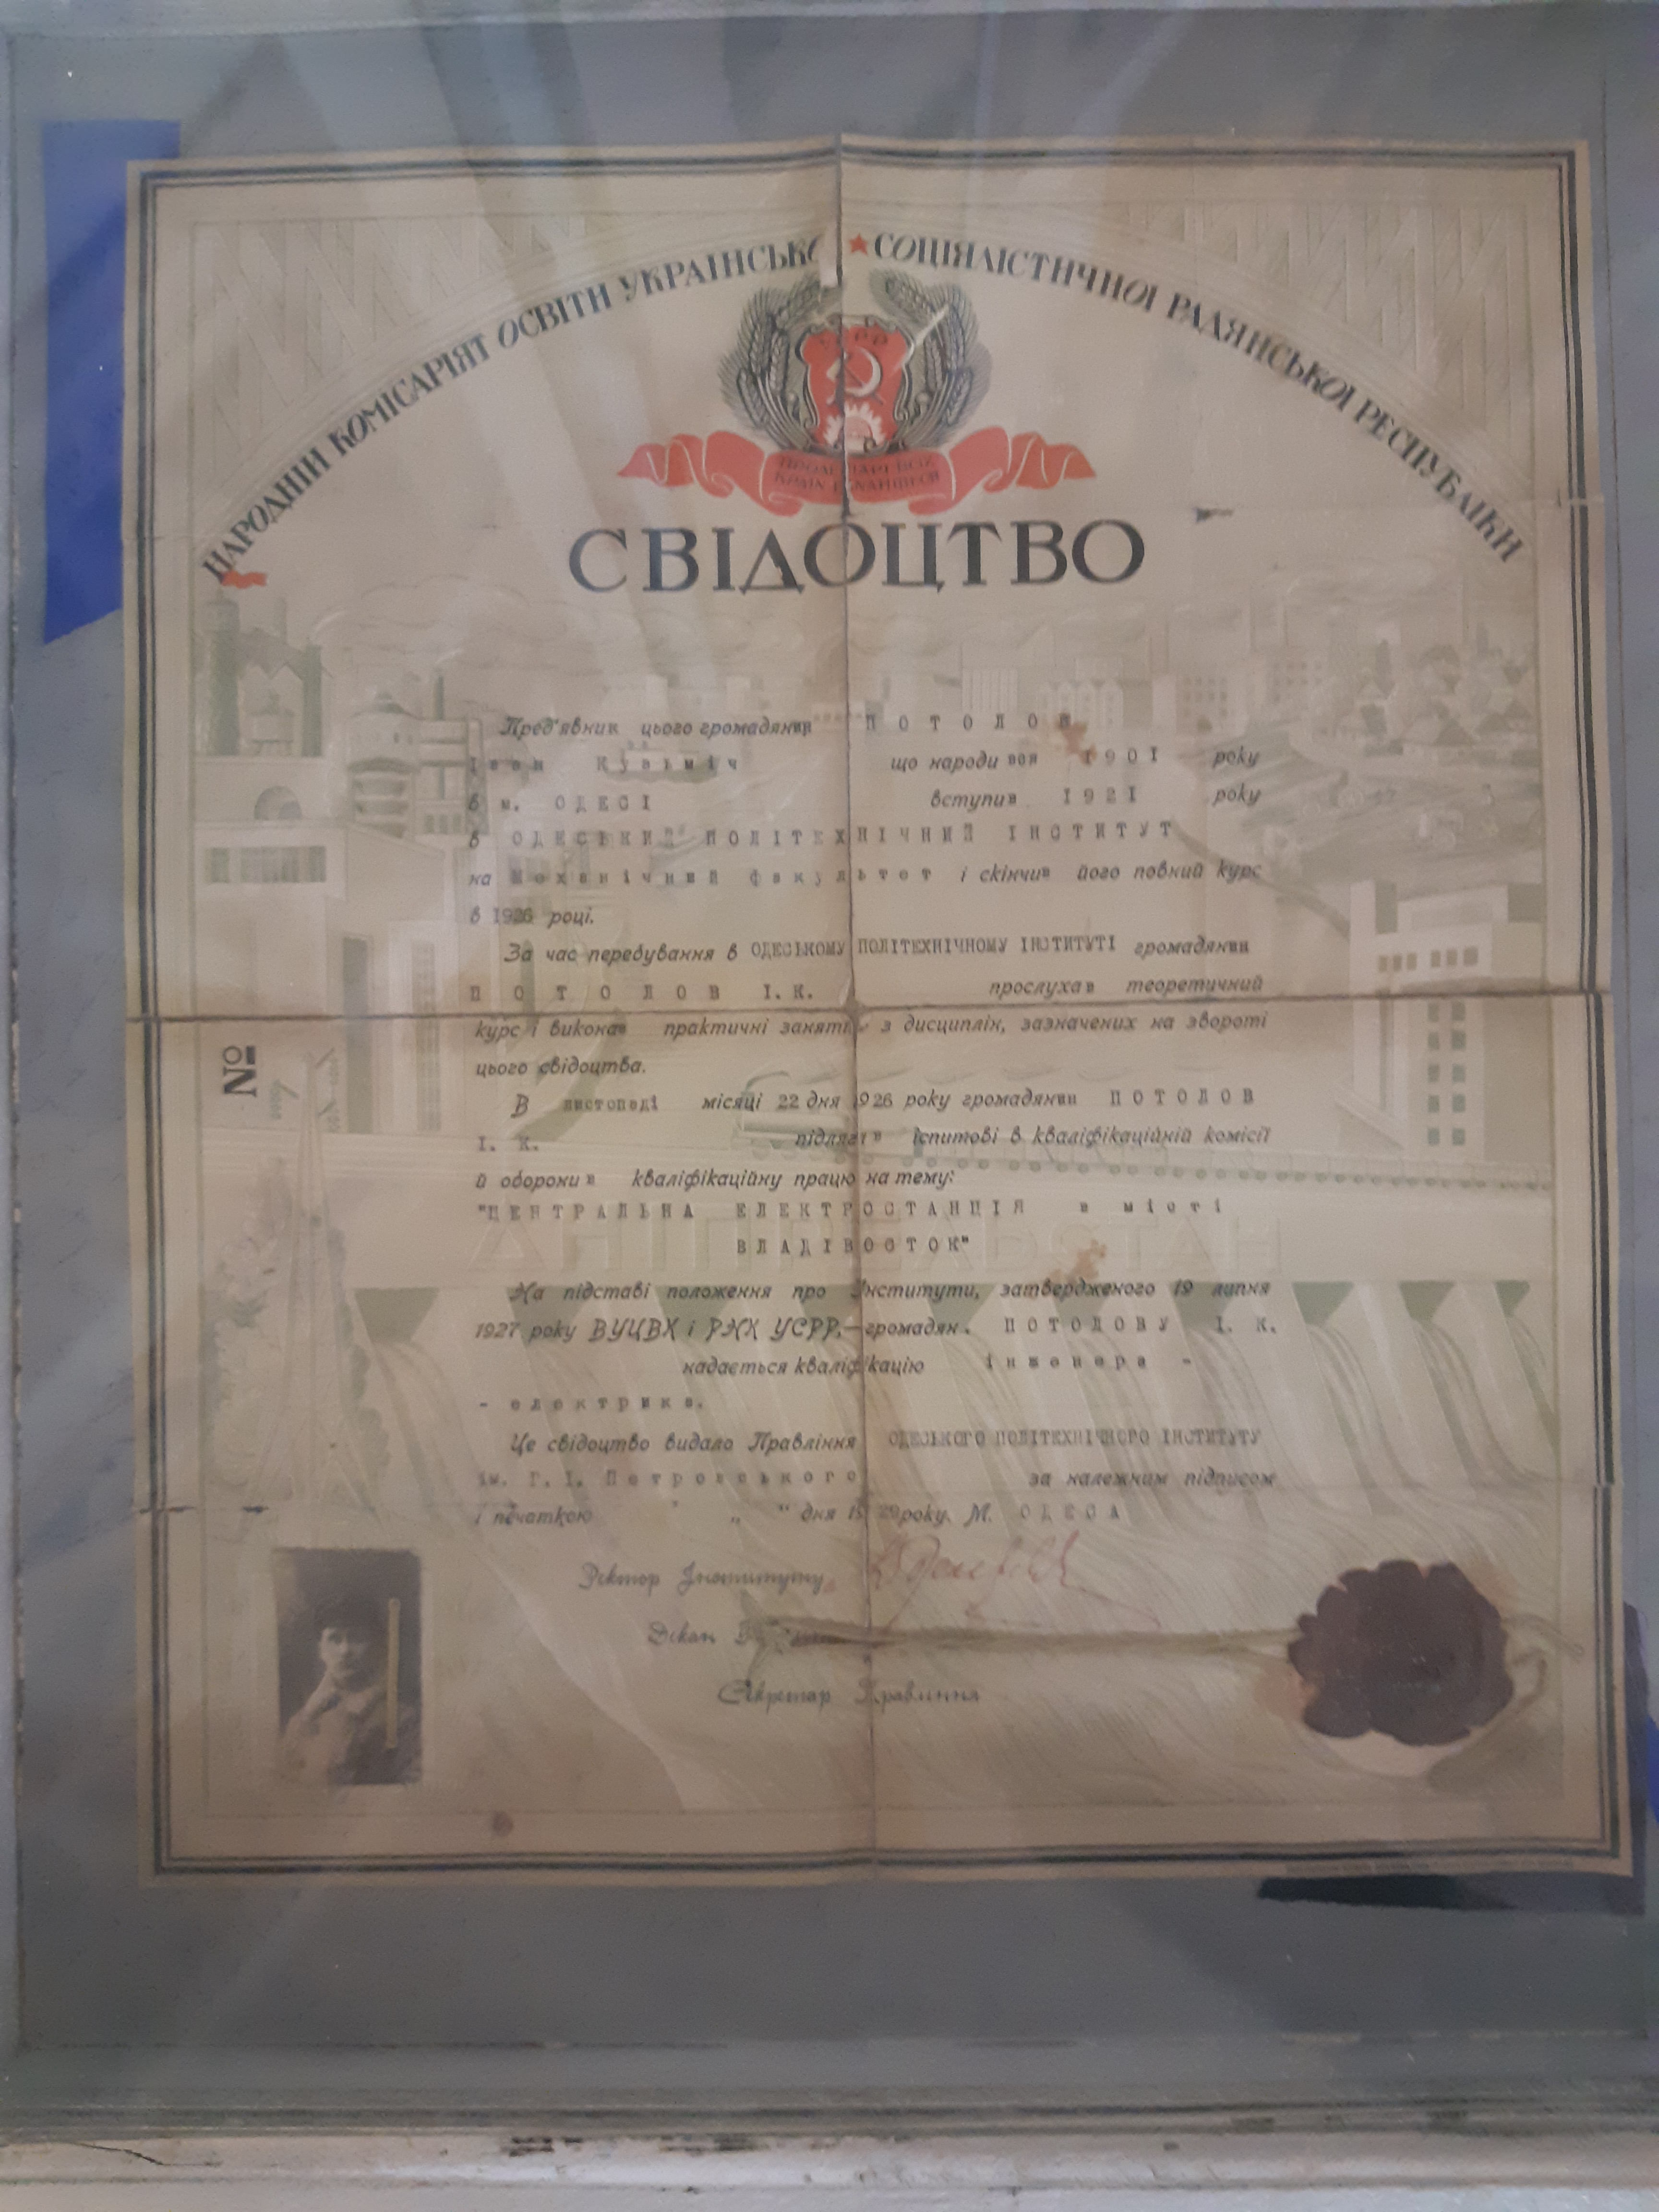 НАРОДНІЙ КОМІСАРІЯТ ОСВІТИ УКРАЇНСЬКО СОЦІЯЛІСТИЧНОЇ РАДЯНСЬКОЇ РЕСПУБЛІКИ
УСРР
ПРОЛЕТАРІ ВСІХ
КРАЇН ЄДНАЙТЕСЯ
СВІДОЦТВО
Пред'явник цього громадянин ПОТОЛОВ
Іван Кузьміч що народився 1901 року
в м. ОДЕСІ вступив 1921 року
в ОДЕСЬКИЙ ПОЛІТЕХНІЧНИЙ ІНСТИТУТ
на Механічний факультет і скінчив його повний курс
в 1926 році.
За час перебування в ОДЕСЬКОМУ ПОЛІТЕХНІЧНОМУ ІНСТИТУТІ громадянин
ПОТОЛОВ І.К. прослухав теоретичний
курс і виконав практичні заняття з дисциплін, зазначених на звороті
цього свідоцтва.
В листопаді місяці 22 дня 1926 року громадянин ПОТОЛОВ
І. К. підлягав іспитові в кваліфікаційній комісії
й оборонив кваліфікаційну працю на тему:
"ЦЕНТРАЛЬНА ЕЛЕКТРОСТАНЦІЯ в місті
ВЛАДІВОСТОК"
На підставі положення про Інститути, затвердженого 19 липня
1927 року ВУЦВК і РНК УСРР,—громадян. ПОТОЛОВУ І. К.
надається кваліфікацію інженера -
- електрика.
Це свідоцтво видало Правління ОДЕСЬКОГО ПОЛІТЕХНІЧНОГО ІНСТИТУТУ
ім. Г. І. Петровського за належним підписом
і печаткою „ “ дня 1929 року. М. ОДЕСА
№
Ректор Інституту
Декан
Секретар Правління